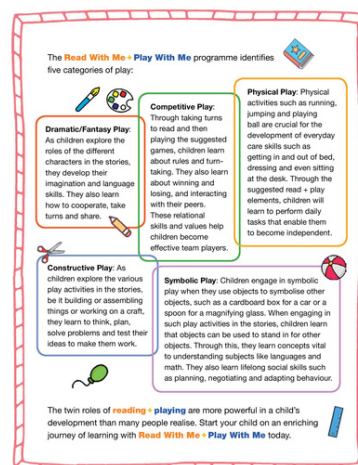 The Read With Me + Play With Me programme identifies
five categories of play:
Dramatic/Fantasy Play:
As children explore the
roles of the different
characters in the stories,
they develop their
imagination and language
skills. They also learn
how to cooperate, take
turns and share.
Competitive Play:
Through taking turns
to read and then
playing the suggested
games, children learn
about rules and turn-
taking. They also learn
about winning and
losing, and interacting
with their peers.
These relational
skills and values help
children become
effective team players.
Physical Play: Physical
activities such as running,
jumping and playing
ball are crucial for the
development of everyday
care skills such as
getting in and out of bed,
dressing and even sitting
at the desk. Through the
suggested read + play
elements, children will
learn to perform daily
tasks that enable them
to become independent.
Constructive Play: As
children explore the various
play activities in the stories,
be it building or assembling
things or working on a craft,
they learn to think, plan,
solve problems and test their
ideas to make them work.
Symbolic Play: Children engage in symbolic
play when they use objects to symbolise other
objects, such as a cardboard box for a car or a
spoon for a magnifying glass. When engaging in
such play activities in the stories, children learn
that objects can be used to stand in for other
objects. Through this, they learn concepts vital
to understanding subjects like languages and
math. They also learn lifelong social skills such
as planning, negotiating and adapting behaviour.
The twin roles of reading + playing are more powerful in a child's
development than many people realise. Start your child on an enriching
journey of learning with Read With Me + Play With Me today.